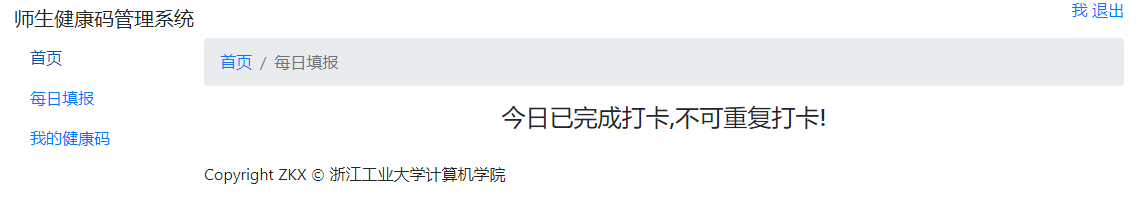 师生健康码管理系统
我 退出
首页
每日填报
我的健康码
首页 / 每日填报
今日已完成打卡,不可重复打卡!
Copyright ZKX © 浙江工业大学计算机学院